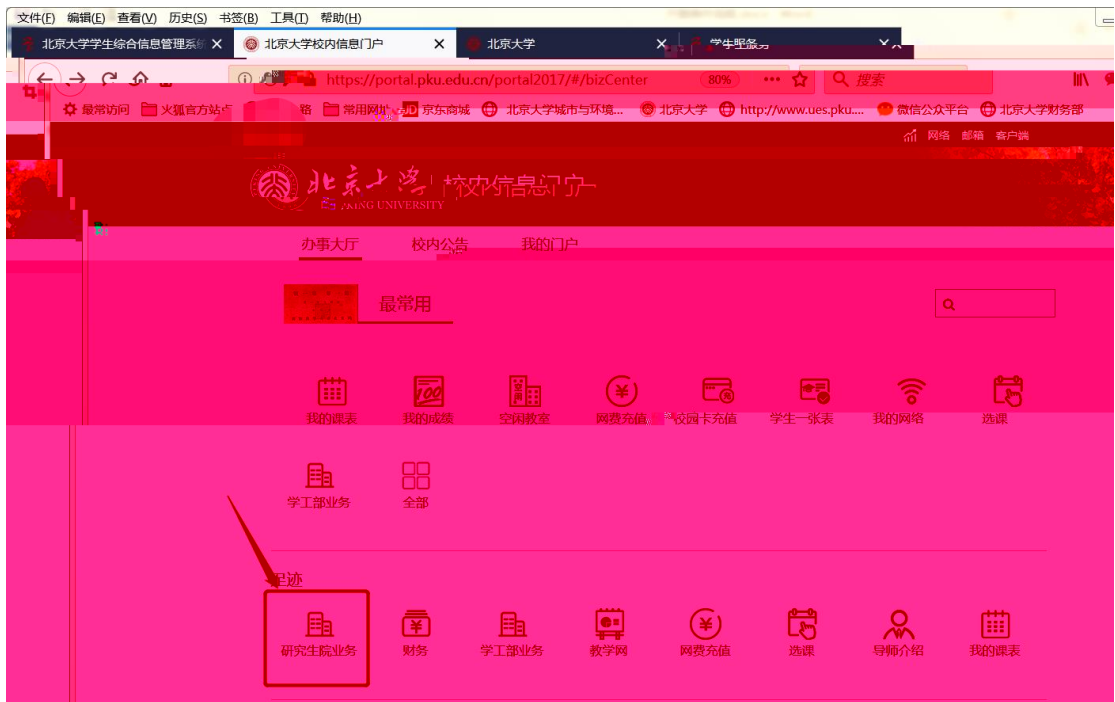 文件(F) 编辑(E) 查看(V) 历史(S) 书签(B) 工具(T) 帮助(H)
北京大学学生综合信息管理系统 北京大学校内信息门户 北京大学
https://portal.pku.edu.cn/portal2017/#/bizCenter 80% 搜索
最常访问 火狐官方站点 常用网址 JD 京东商城 北京大学城市与环境... 北京大学 http://www.ues.pku.... 微信公众平台 北京大学财务部
网络 邮箱 客户端
北京大学 校内信息门户
PEKING UNIVERSITY
办事大厅 校内公告 我的门户
最常用
我的课表 我的成绩 空闲教室 网费充值 校园卡充值 学生一张表 我的网络 选课
学工部业务 全部
足迹
研究生院业务 财务 学工部业务 教学网 网费充值 选课 导师介绍 我的课表